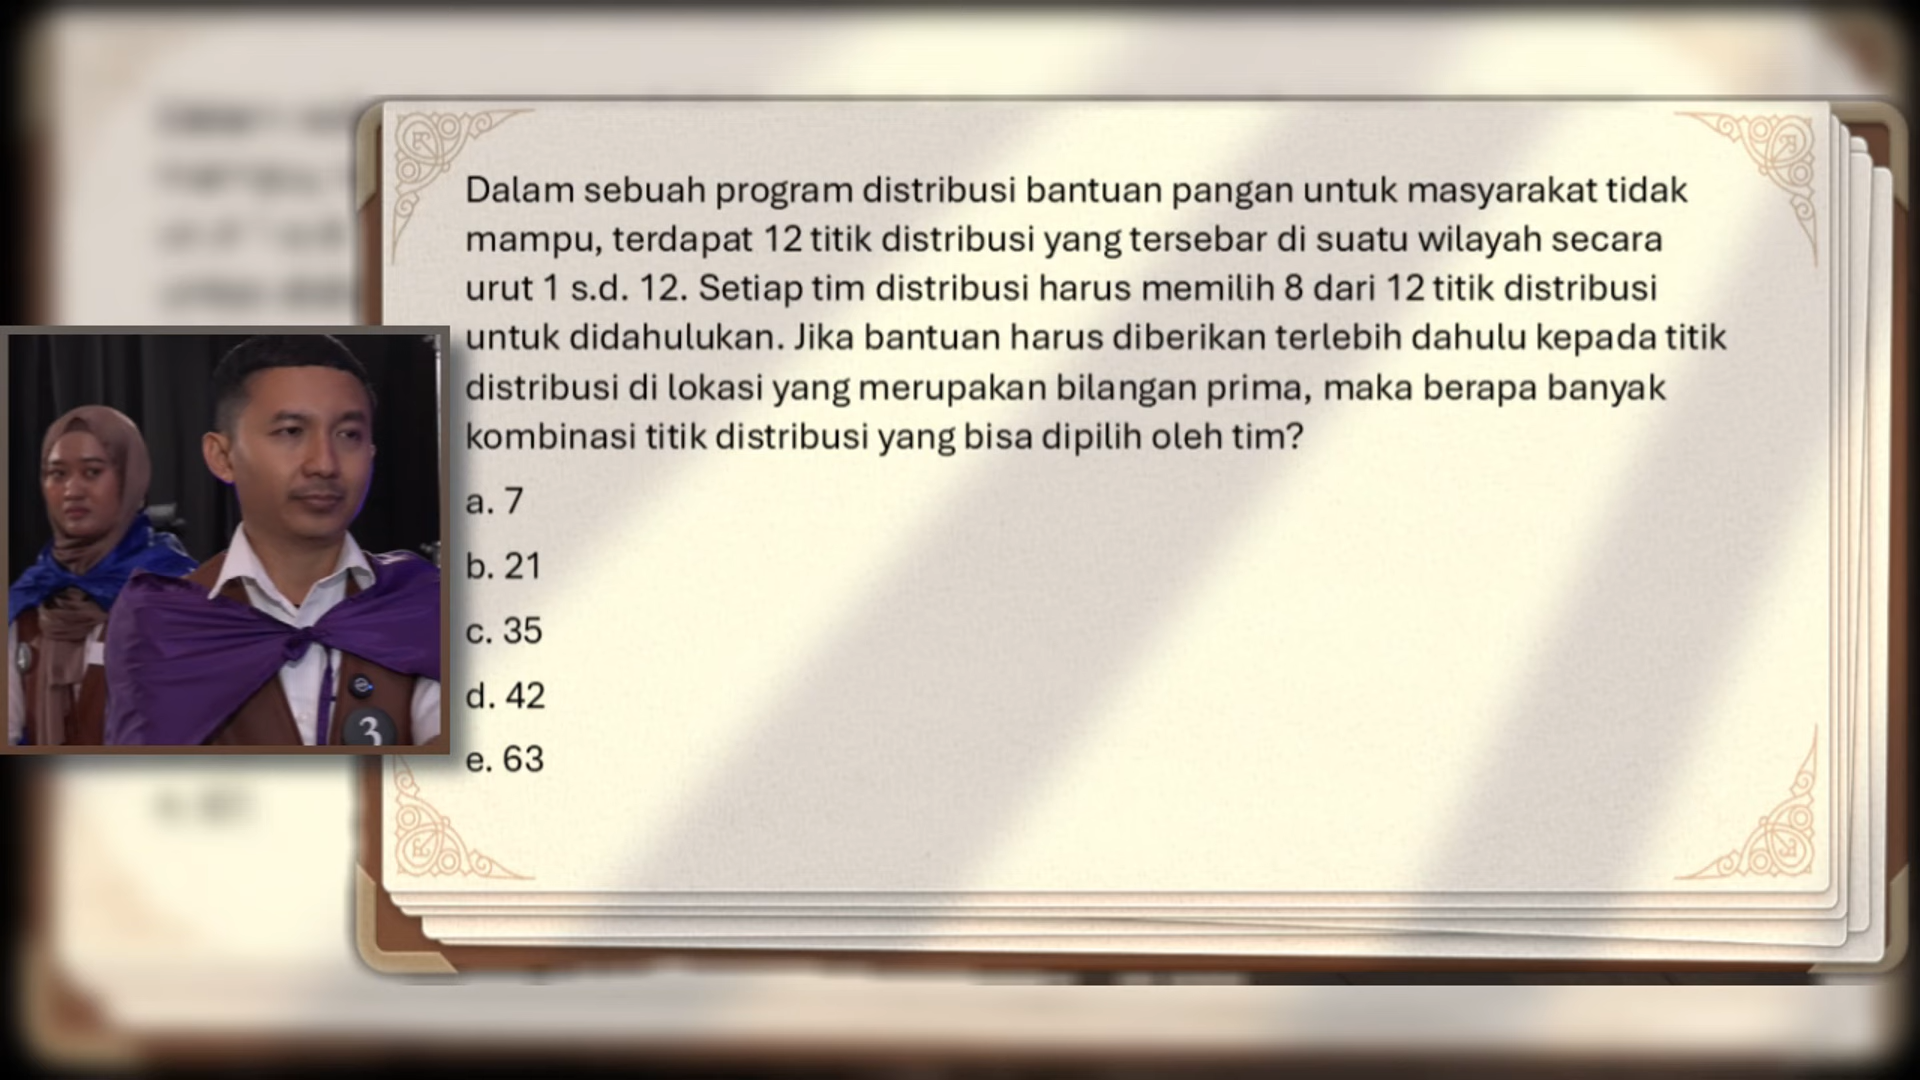 Dalam sebuah program distribusi bantuan pangan untuk masyarakat tidak
mampu, terdapat 12 titik distribusi yang tersebar di suatu wilayah secara
urut 1 s.d. 12. Setiap tim distribusi harus memilih 8 dari 12 titik distribusi
untuk didahulukan. Jika bantuan harus diberikan terlebih dahulu kepada titik
distribusi di lokasi yang merupakan bilangan prima, maka berapa banyak
kombinasi titik distribusi yang bisa dipilih oleh tim?
a. 7
b. 21
c. 35
d. 42
e. 63
3